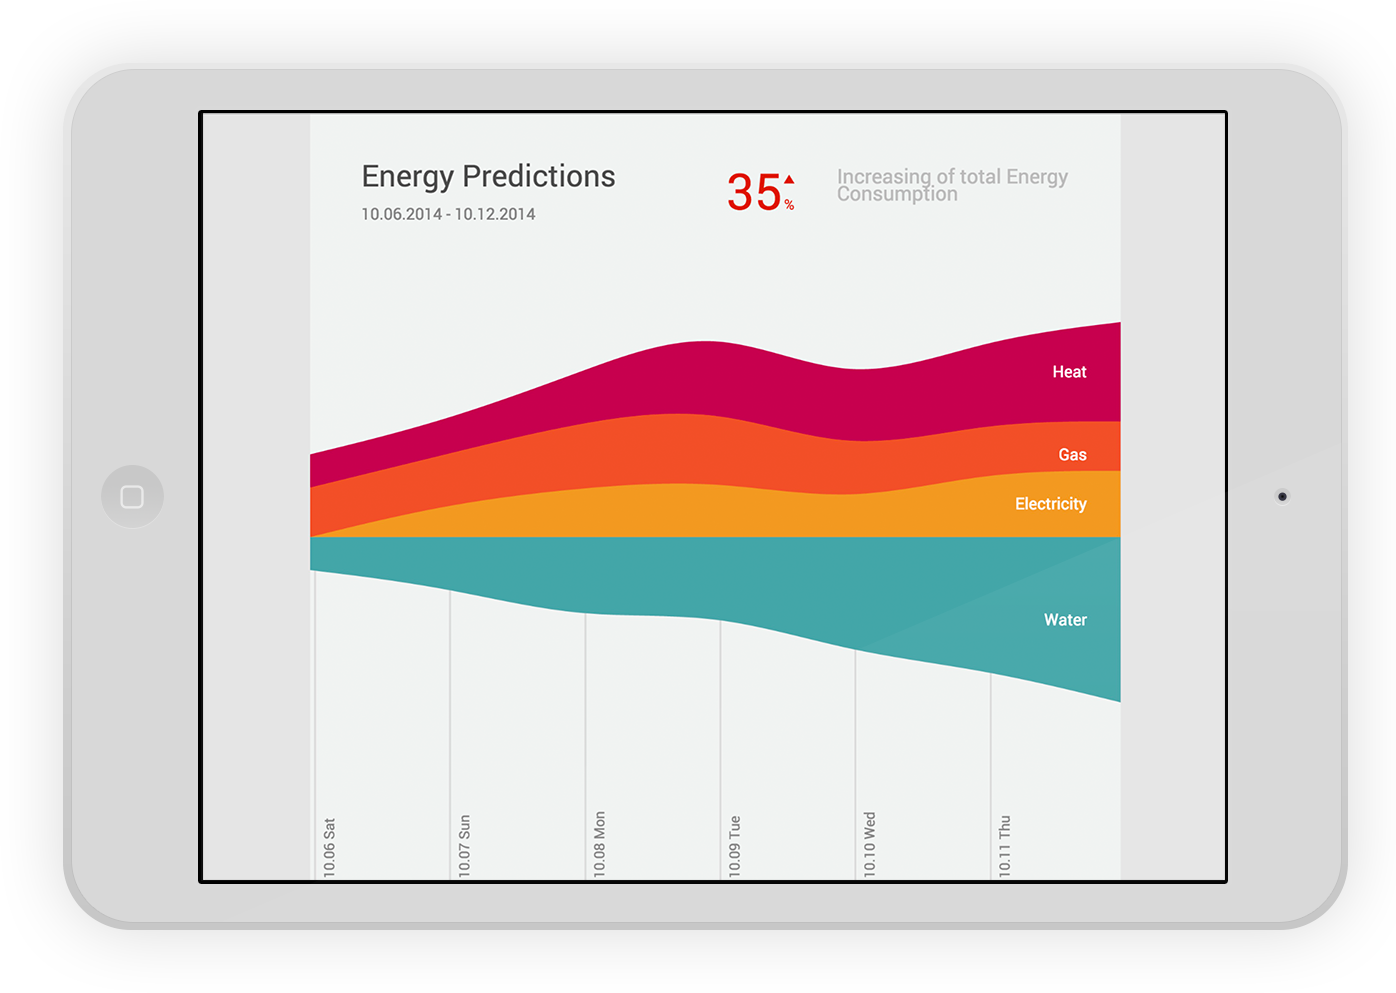 Energy Predictions
10.06.2014 - 10.12.2014
35 %
Increasing of total Energy
Consumption
Heat
Gas
Electricity
Water
10.06 Sat
10.07 Sun
10.08 Mon
10.09 Tue
10.10 Wed
10.11 Thu